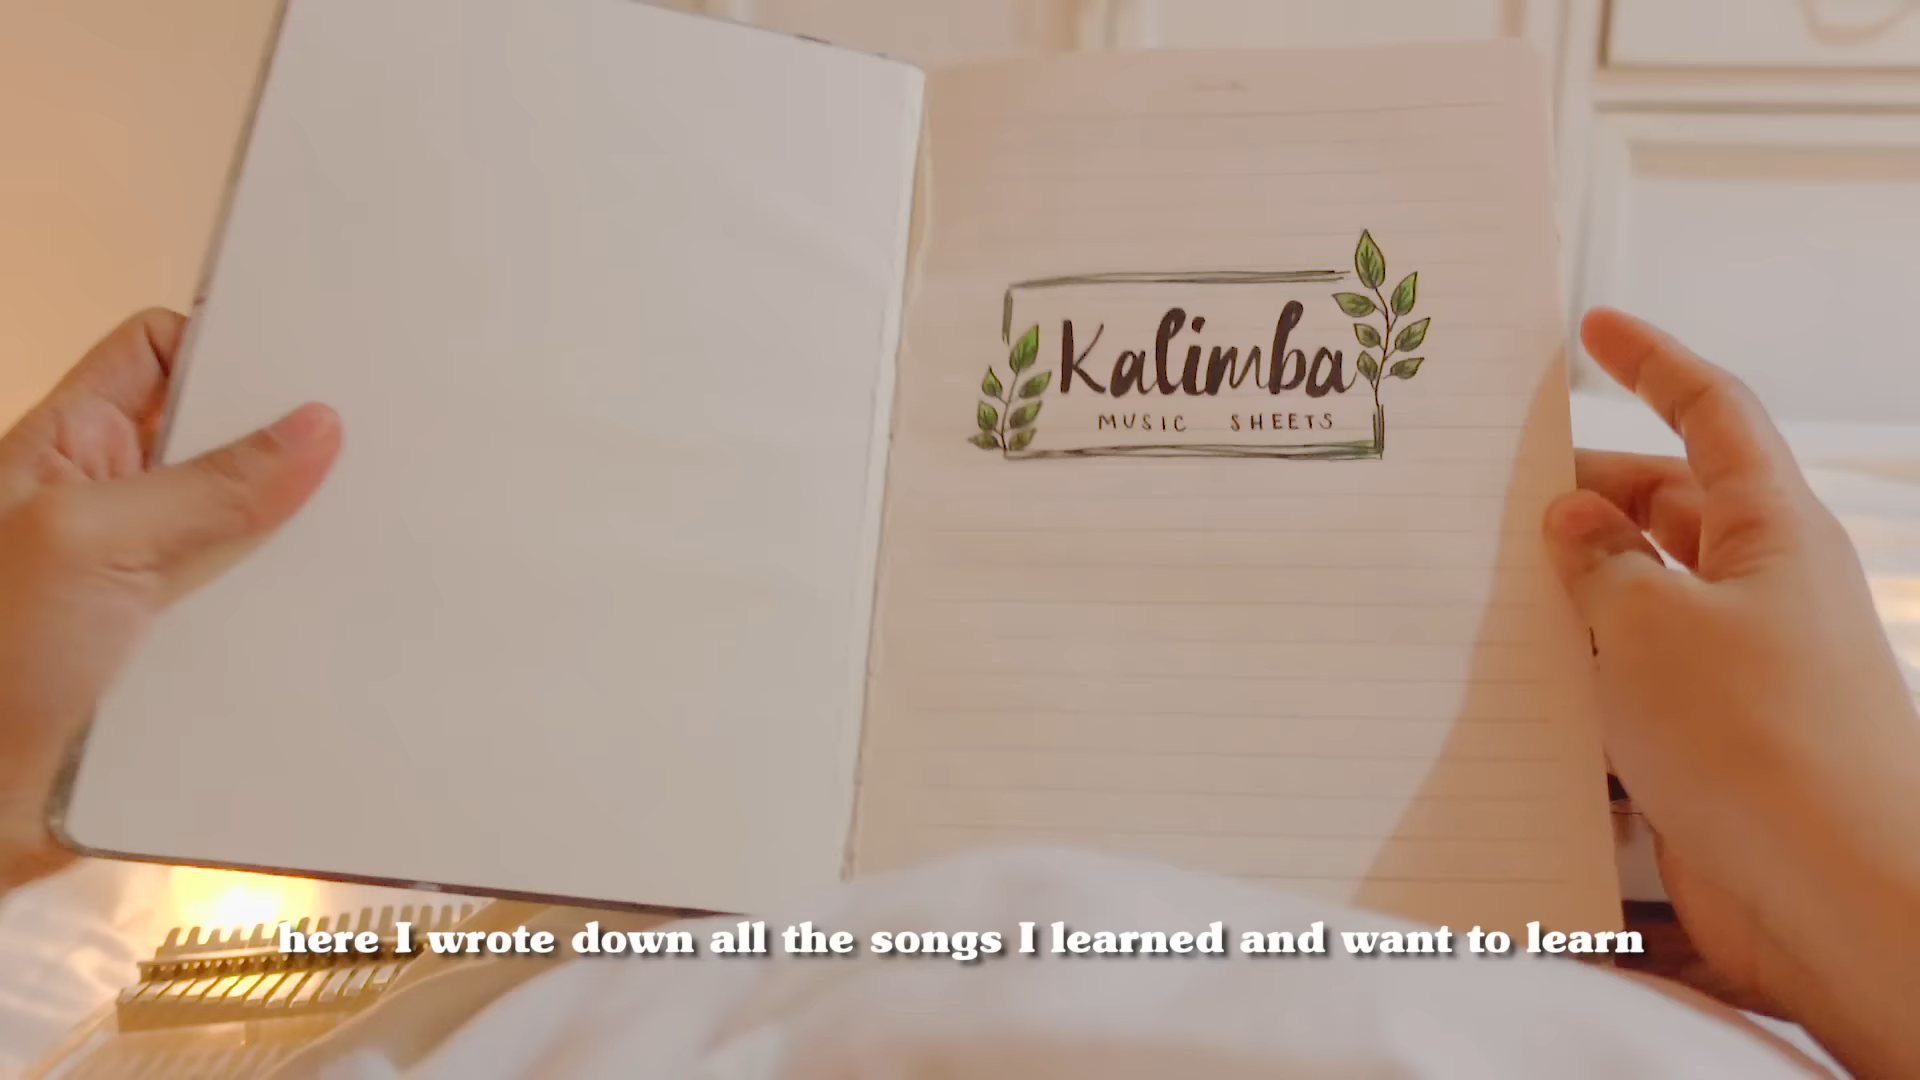 Kalimba
MUSIC SHEETS
here I wrote down all the songs I learned and want to learn